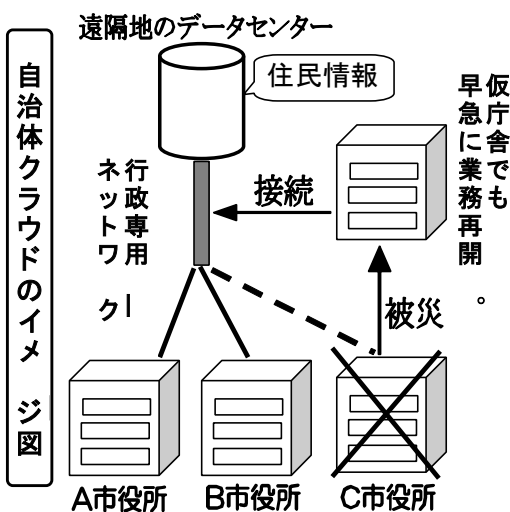 自治体クラウドのイメージ図
遠隔地のデータセンター
住民情報
仮庁舎でも
早急に業務再開。
行政専用
ネットワーク
接続
被災
A市役所
B市役所
C市役所